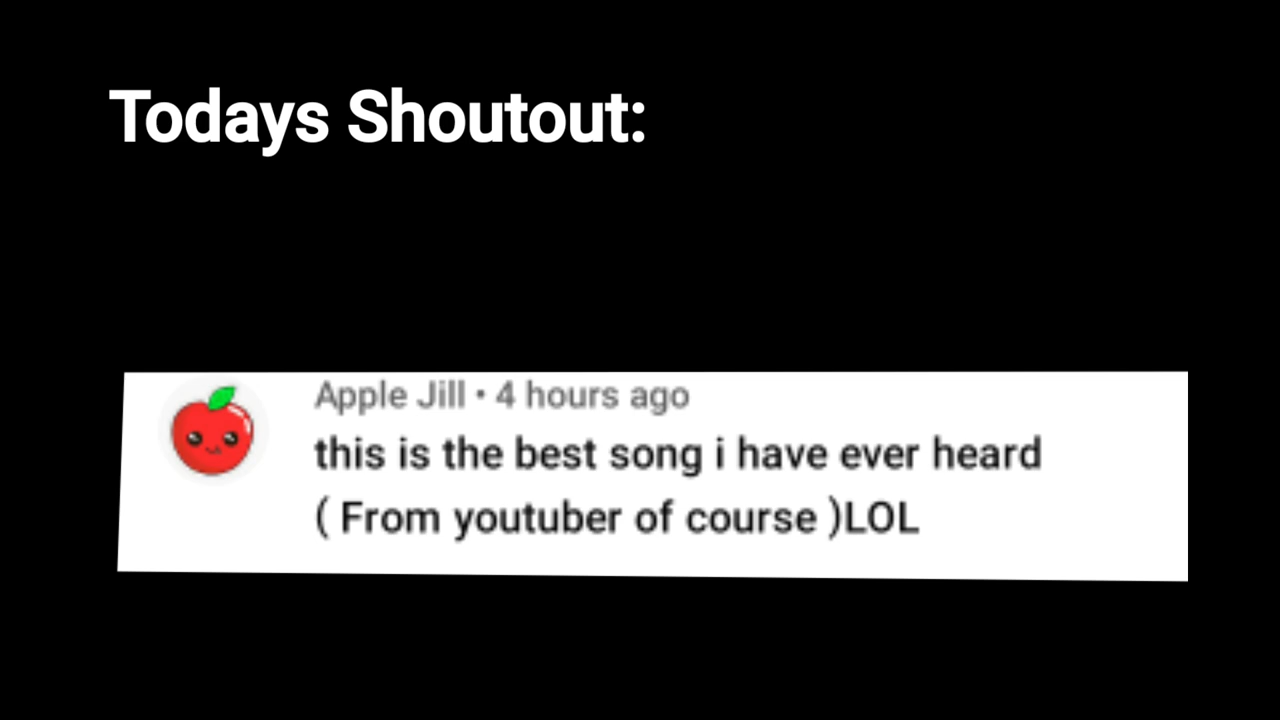 Todays Shoutout:
Apple Jill • 4 hours ago
this is the best song i have ever heard
( From youtuber of course )LOL